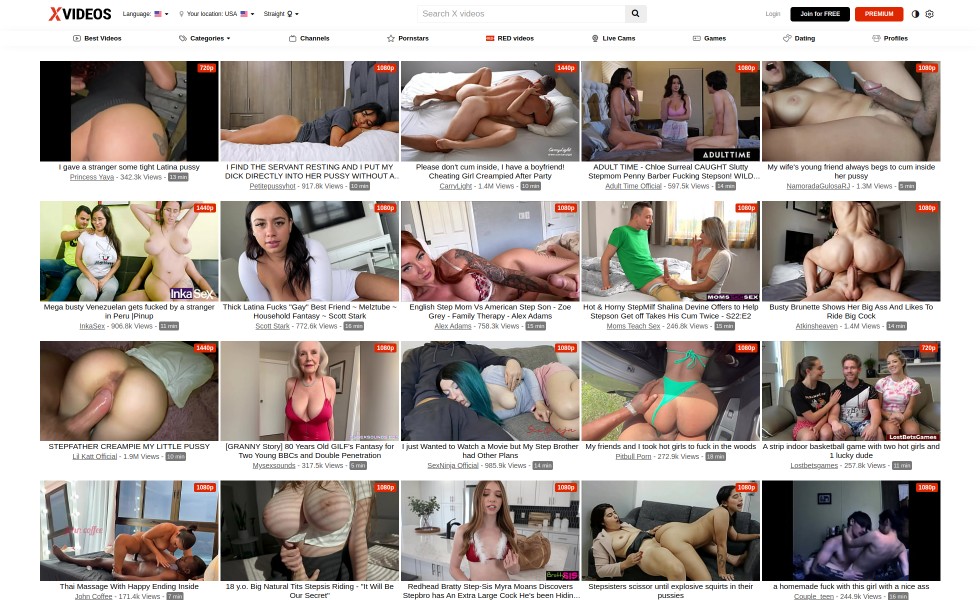 XVIDEOS
Language:
Your location: USA
Straight
Search X videos
Login
Join for FREE
PREMIUM
Best Videos
Categories
Channels
Pornstars
RED videos
Live Cams
Games
Dating
Profiles
720p
1080p
1440p
1080p
ADULT TIME
1080p
I gave a stranger some tight Latina pussy
Princess Yaya - 342.3k Views - 13 min
I FIND THE SERVANT RESTING AND I PUT MY
DICK DIRECTLY INTO HER PUSSY WITHOUT A..
Petitepussyhot - 917.8k Views - 10 min
Please don't cum inside, I have a boyfriend!
Cheating Girl Creampied After Party
CarryLight - 1.4M Views - 10 min
ADULT TIME - Chloe Surreal CAUGHT Slutty
Stepmom Penny Barber Fucking Stepson! WILD...
Adult Time Official - 597.5k Views - 14 min
My wife's young friend always begs to cum inside
her pussy
NamoradaGulosaRJ - 1.3M Views - 5 min
1440p
InkaSex
1080p
1080p
1080p
MOMS TEACH SEX
1080p
Mega busty Venezuelan gets fucked by a stranger
in Peru |Pinup
InkaSex - 906.8k Views - 11 min
Thick Latina Fucks "Gay" Best Friend ~ Melztube ~
Household Fantasy ~ Scott Stark
Scott Stark - 772.6k Views - 16 min
English Step Mom Vs American Step Son - Zoe
Grey - Family Therapy - Alex Adams
Alex Adams - 758.3k Views - 15 min
Hot & Horny StepMilf Shalina Devine Offers to Help
Stepson Get off Takes His Cum Twice - S22:E2
Moms Teach Sex - 246.8k Views - 15 min
Busty Brunette Shows Her Big Ass And Likes To
Ride Big Cock
Atkinsheaven - 1.4M Views - 14 min
1440p
1080p
1080p
1080p
720p
LostBetsGames
STEPFATHER CREAMPIE MY LITTLE PUSSY
Lil Katt Official - 1.9M Views - 10 min
[GRANNY Story] 80 Years Old GILF's Fantasy for
Two Young BBCs and Double Penetration
Mysexsounds - 317.5k Views - 5 min
I just Wanted to Watch a Movie but My Step Brother
had Other Plans
SexNinja Official - 985.9k Views - 14 min
My friends and I took hot girls to fuck in the woods
Pitbull Porn - 272.9k Views - 18 min
A strip indoor basketball game with two hot girls and
1 lucky dude
Lostbetsgames - 257.8k Views - 11 min
1080p
1080p
1080p
1080p
1080p
Thai Massage With Happy Ending Inside
John Coffee - 171.4k Views - 7 min
18 y.o. Big Natural Tits Stepsis Riding - "It Will Be
Our Secret"
Redhead Bratty Step-Sis Myra Moans Discovers
Stepbro has An Extra Large Cock He's been Hidin...
Stepsisters scissor until explosive squirts in their
pussies
a homemade fuck with this girl with a nice ass
Couple_teen - 244.9k Views - 16 min